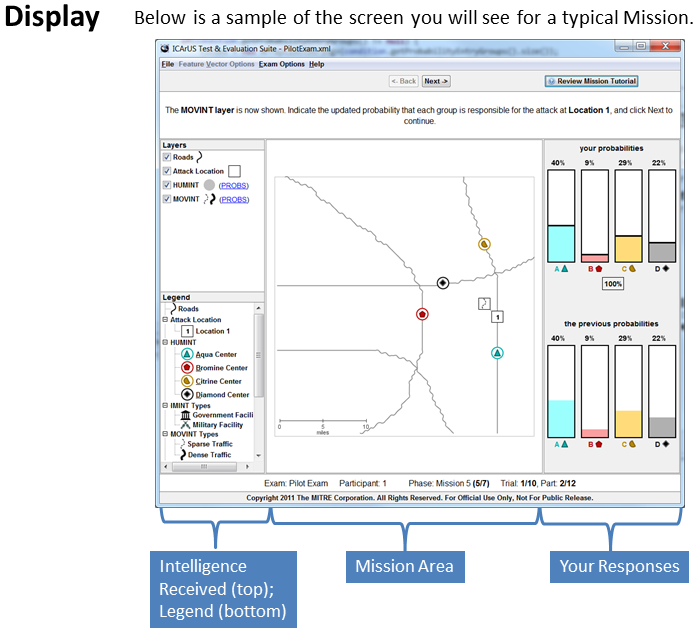 Display
Below is a sample of the screen you will see for a typical Mission.
ICArUS Test & Evaluation Suite - PilotExam.xml
File Feature Vector Options Exam Options Help
<- Back Next -> Review Mission Tutorial
The MOVINT layer is now shown. Indicate the updated probability that each group is responsible for the attack at Location 1, and click Next to
continue.
Layers
Roads
Attack Location
HUMINT (PROBS)
MOVINT (PROBS)
Legend
Roads
Attack Location
1 Location 1
HUMINT
Aqua Center
Bromine Center
Citrine Center
Diamond Center
IMINT Types
Government Facili
Military Facility
MOVINT Types
Sparse Traffic
Dense Traffic
1
0 5 10
miles
your probabilities
40% 9% 29% 22%
A B C D
100%
the previous probabilities
40% 9% 29% 22%
A B C D
Exam: Pilot Exam Participant: 1 Phase: Mission 5 (5/7) Trial: 1/10, Part: 2/12
Copyright 2011 The MITRE Corporation. All Rights Reserved. For Official Use Only, Not For Public Release.
Intelligence
Received (top);
Legend (bottom)
Mission Area
Your Responses